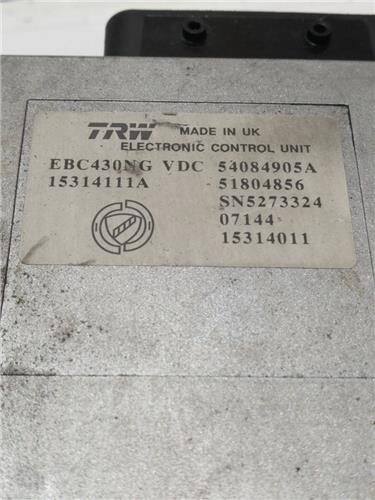 TRW MADE IN UK
ELECTRONIC CONTROL UNIT
EBC430NG VDC 54084905A
15314111A 51804856
SN5273324
07144
15314011